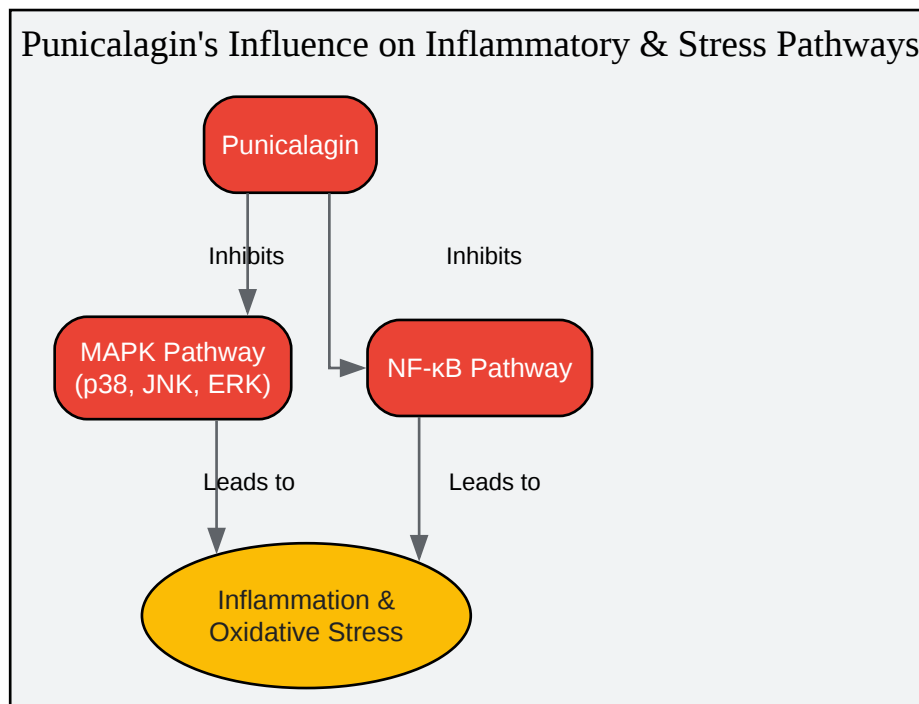 Punicalagin's Influence on Inflammatory & Stress Pathways
Punicalagin
Inhibits
Inhibits
MAPK Pathway
(p38, JNK, ERK)
NF-κB Pathway
Leads to
Leads to
Inflammation &
Oxidative Stress